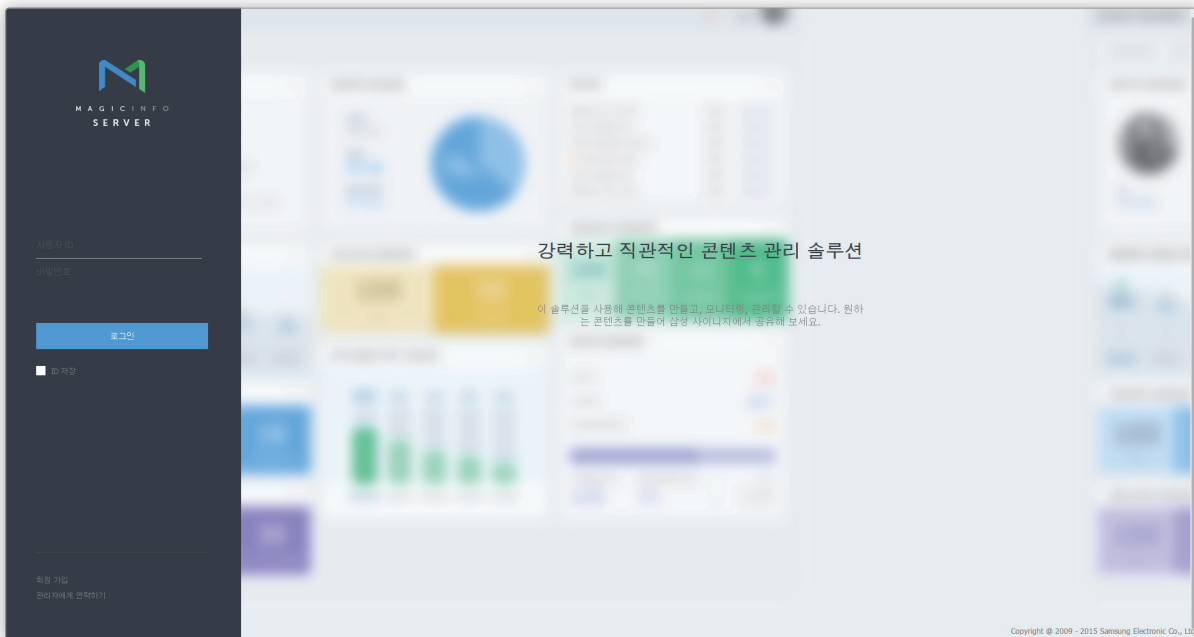 MAGICINFO
SERVER
사용자 ID
비밀번호
로그인
ID 저장
회원 가입
관리자에게 연락하기
강력하고 직관적인 콘텐츠 관리 솔루션
이 솔루션을 사용해 콘텐츠를 만들고, 모니터링, 관리할 수 있습니다. 원하
는 콘텐츠를 만들어 삼성 사이니지에서 공유해 보세요.
Copyright @ 2009 - 2015 Samsung Electronic Co., Lt